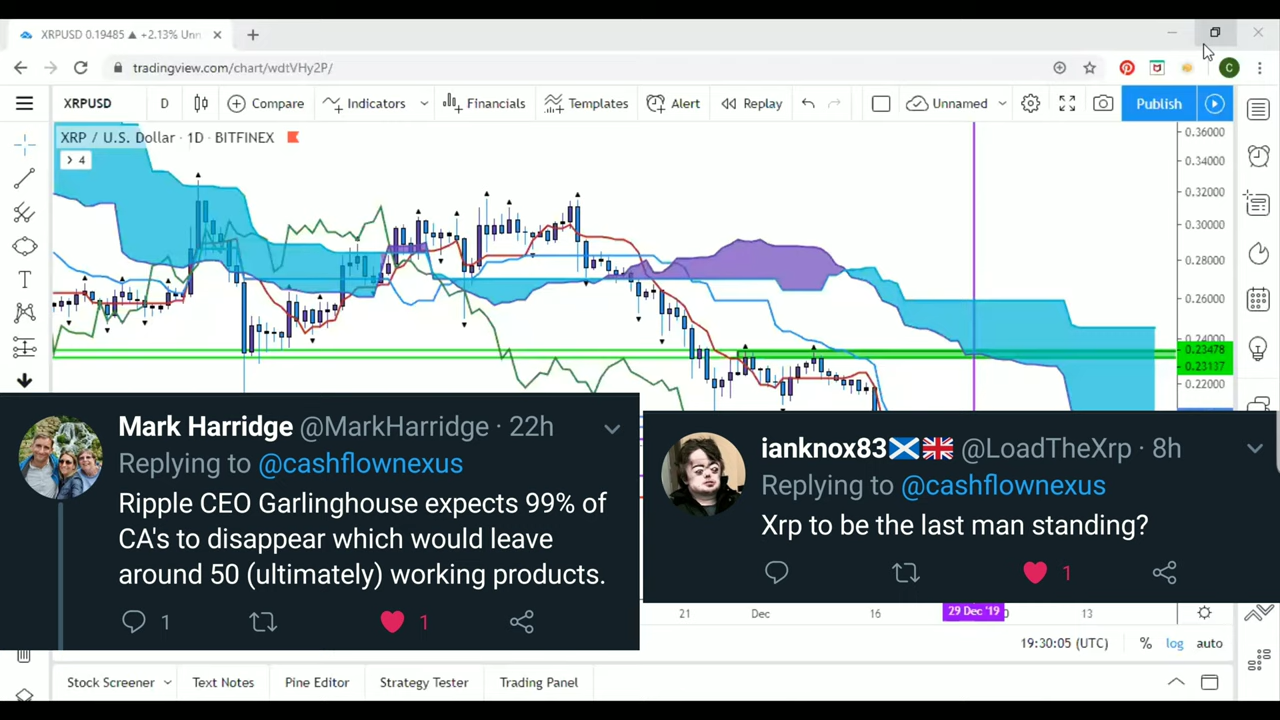 XRPUSD 0.19485 ▲ +2.13% Unn
tradingview.com/chart/wdtVHy2P/
C
XRPUSD D Compare Indicators Financials Templates Alert Replay Unnamed Publish
XRP / U.S. Dollar · 1D · BITFINEX
4
0.36000
0.34000
0.32000
0.30000
0.28000
0.26000
0.24000
0.23478
0.23137
0.22000
T
Mark Harridge @MarkHarridge · 22h
Replying to @cashflownexus
Ripple CEO Garlinghouse expects 99% of
CA's to disappear which would leave
around 50 (ultimately) working products.
1 1
ianknox83 @LoadTheXrp · 8h
Replying to @cashflownexus
Xrp to be the last man standing?
1
21 Dec 16 29 Dec '19 13
19:30:05 (UTC) % log auto
Stock Screener Text Notes Pine Editor Strategy Tester Trading Panel